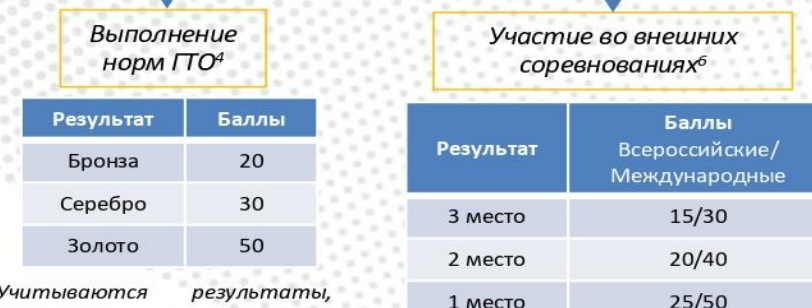 Выполнение
норм ГТО⁴
Результат Баллы
Бронза 20
Серебро 30
Золото 50
Учитываются результаты,
Участие во внешних
соревнованиях⁶
Результат Баллы
Всероссийские/
Международные
3 место 15/30
2 место 20/40
1 место 25/50